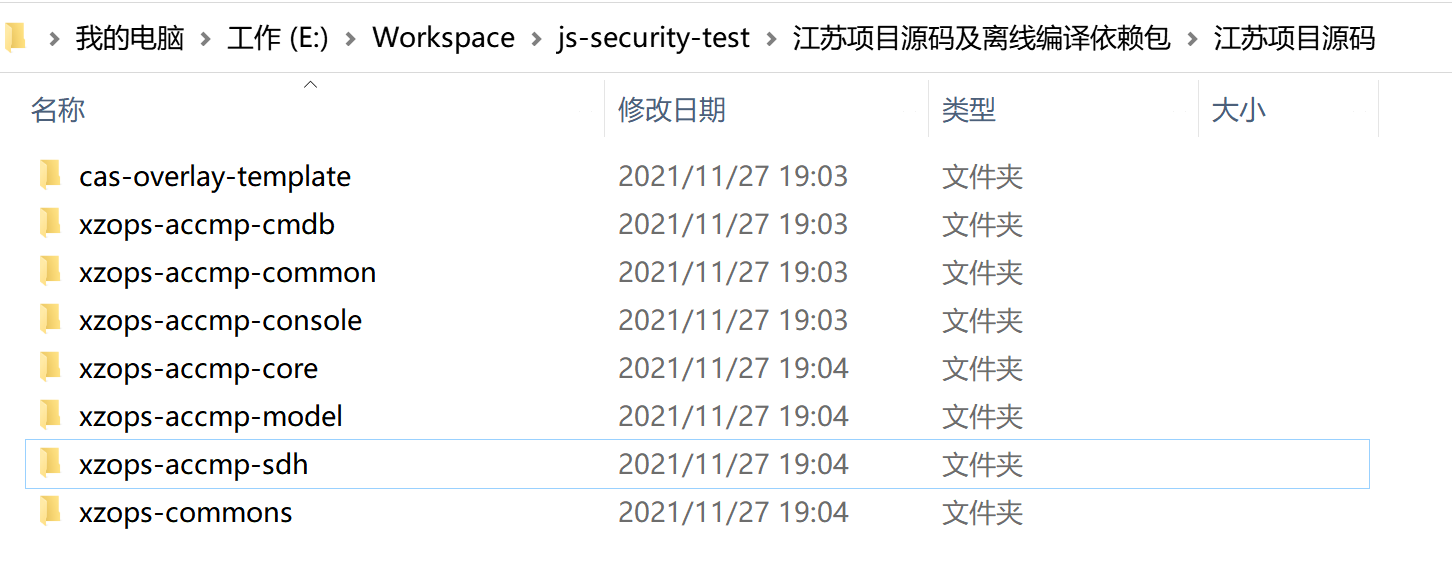 我的电脑 > 工作 (E:) > Workspace > js-security-test > 江苏项目源码及离线编译依赖包 > 江苏项目源码
名称 修改日期 类型 大小
cas-overlay-template 2021/11/27 19:03 文件夹
xzops-accmp-cmdb 2021/11/27 19:03 文件夹
xzops-accmp-common 2021/11/27 19:03 文件夹
xzops-accmp-console 2021/11/27 19:03 文件夹
xzops-accmp-core 2021/11/27 19:04 文件夹
xzops-accmp-model 2021/11/27 19:04 文件夹
xzops-accmp-sdh 2021/11/27 19:04 文件夹
xzops-commons 2021/11/27 19:04 文件夹